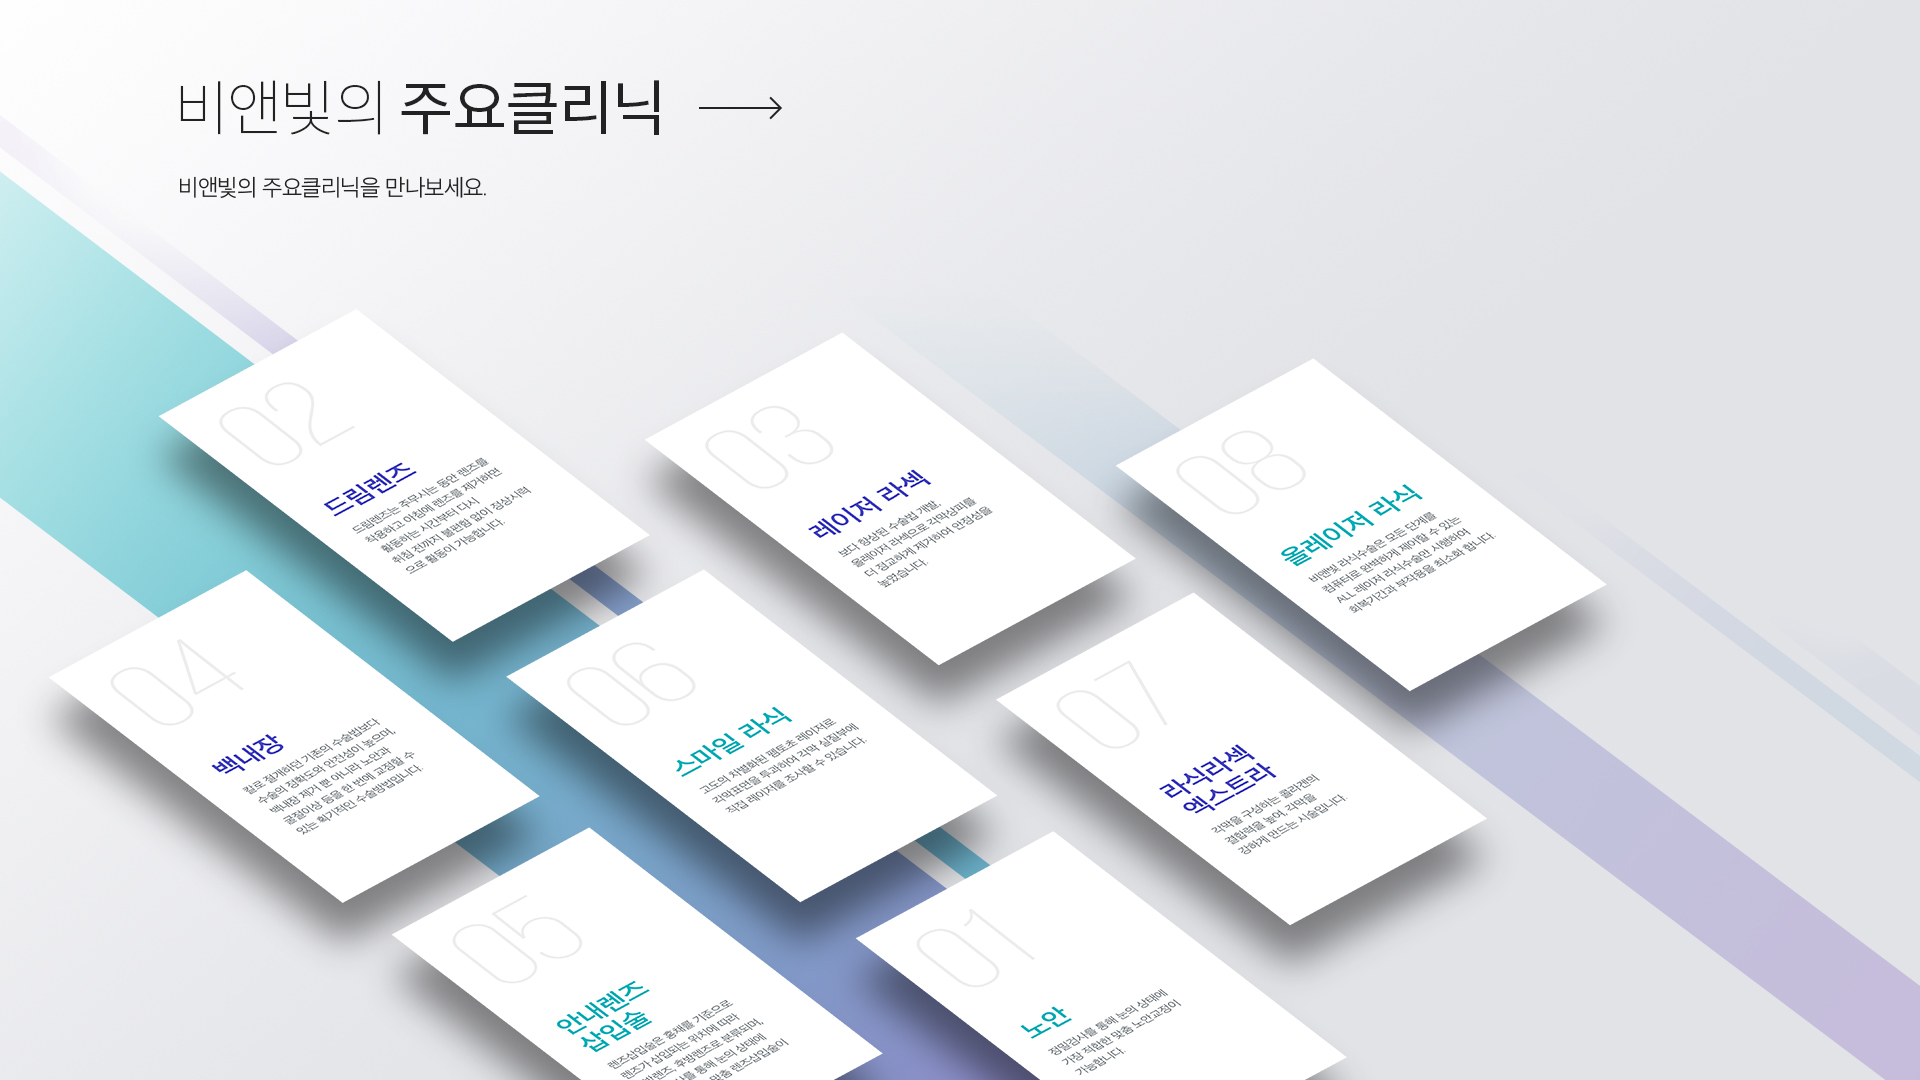 비앤빛의 주요클리닉
비앤빛의 주요클리닉을 만나보세요.
02
드림렌즈
드림렌즈는 주무시는 동안 렌즈를
착용하고 아침에 렌즈를 제거하면
활동하는 시간부터 다시
취침 전까지 불편함 없이 정상시력
으로 활동이 가능합니다.
03
레이저 라섹
보다 향상된 수술법 개발.
올레이저 라섹으로 각막상피를
더 정교하게 제거하여 안정성을
높였습니다.
08
올레이저 라식
비앤빛 라식수술은 모든 단계를
컴퓨터로 완벽하게 제어할 수 있는
ALL 레이저 라식수술만 시행하여
회복기간과 부작용을 최소화 합니다.
04
백내장
칼로 절개하던 기존의 수술법보다
수술의 정확도와 안전성이 높으며,
백내장 제거 뿐 아니라 노안과
굴절이상 등을 한 번에 교정할 수
있는 획기적인 수술방법입니다.
06
스마일 라식
고도의 차별화된 펨토초 레이저로
각막표면을 투과하여 각막 실질부에
직접 레이저를 조사할 수 있습니다.
07
라식라섹
엑스트라
각막을 구성하는 콜라겐의
결합력을 높여, 각막을
강하게 만드는 시술입니다.
05
안내렌즈
삽입술
렌즈삽입술은 홍채를 기준으로
렌즈가 삽입되는 위치에 따라
후방렌즈로 분류되며,
통해 눈의 상태에
맞춤 렌즈삽입술이
01
노안
정밀검사를 통해 눈의 상태에
가장 적합한 맞춤 노안교정이
가능합니다.